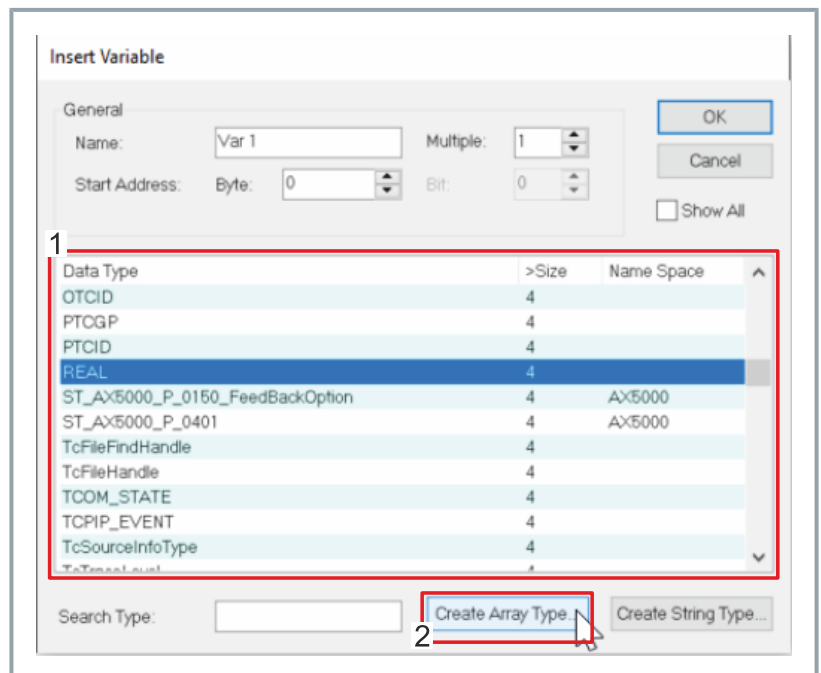 Insert Variable
General
Name: Var 1 Multiple: 1 OK
Start Address: Byte: 0 Bit: 0 Cancel
Show All
1
Data Type >Size Name Space
OTCID 4
PTCGP 4
PTCID 4
REAL 4
ST_AX5000_P_0150_FeedBackOption 4 AX5000
ST_AX5000_P_0401 4 AX5000
TcFileFindHandle 4
TcFileHandle 4
TCOM_STATE 4
TCPIP_EVENT 4
TcSourceInfoType 4
Search Type: Create Array Type... Create String Type...
2